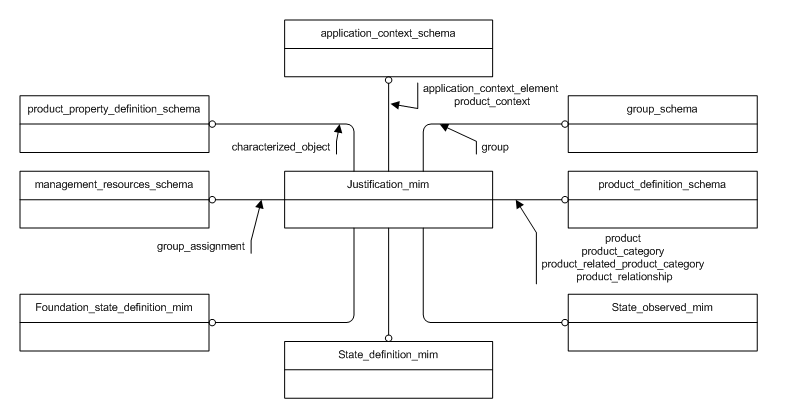 application_context_schema
application_context_element
product_context
product_property_definition_schema
group_schema
characterized_object
group
management_resources_schema
Justification_mim
product_definition_schema
group_assignment
product
product_category
product_related_product_category
product_relationship
Foundation_state_definition_mim
State_observed_mim
State_definition_mim